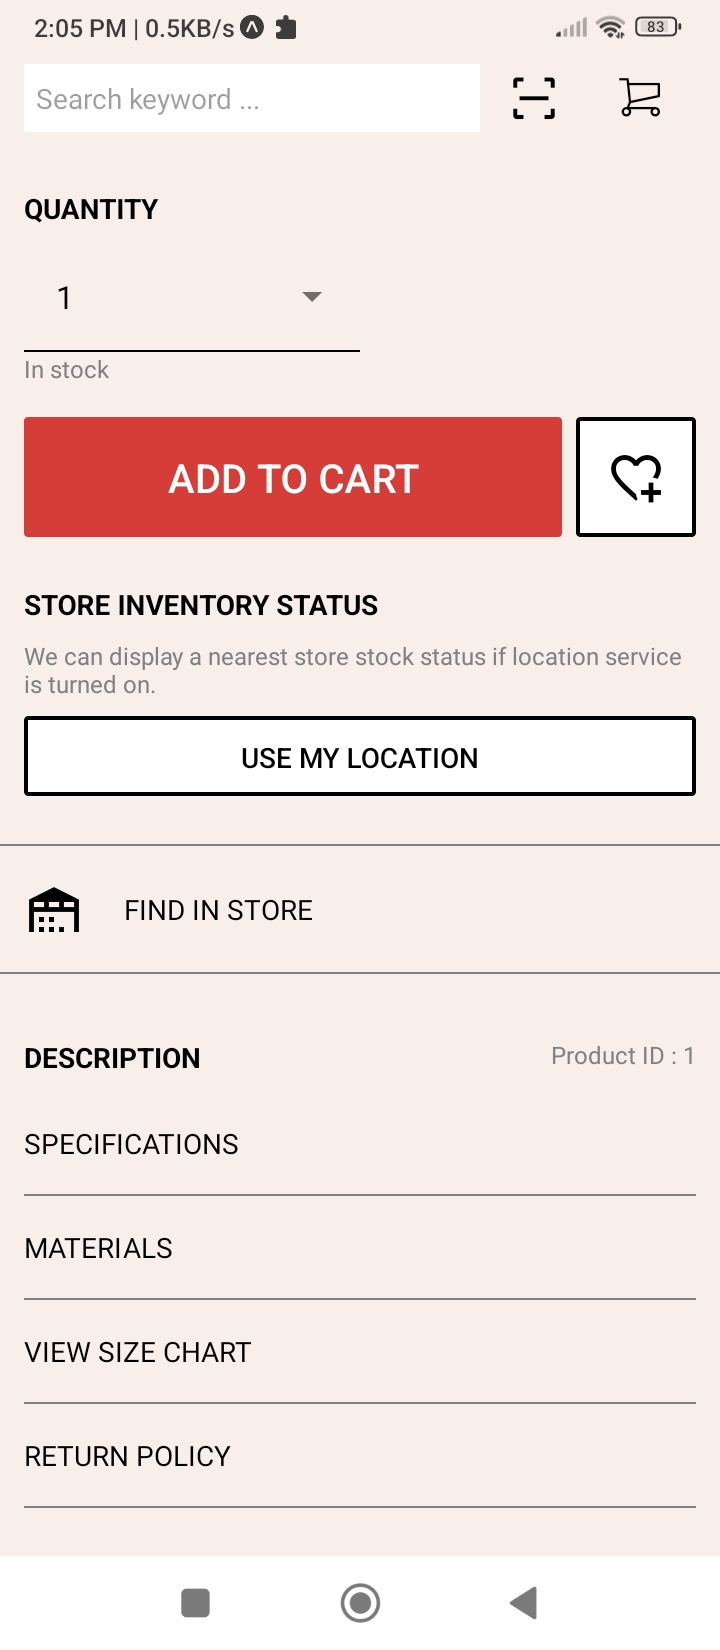 2:05 PM | 0.5KB/s
83
Search keyword ...
QUANTITY
1
In stock
ADD TO CART
STORE INVENTORY STATUS
We can display a nearest store stock status if location service
is turned on.
USE MY LOCATION
FIND IN STORE
DESCRIPTION
Product ID : 1
SPECIFICATIONS
MATERIALS
VIEW SIZE CHART
RETURN POLICY